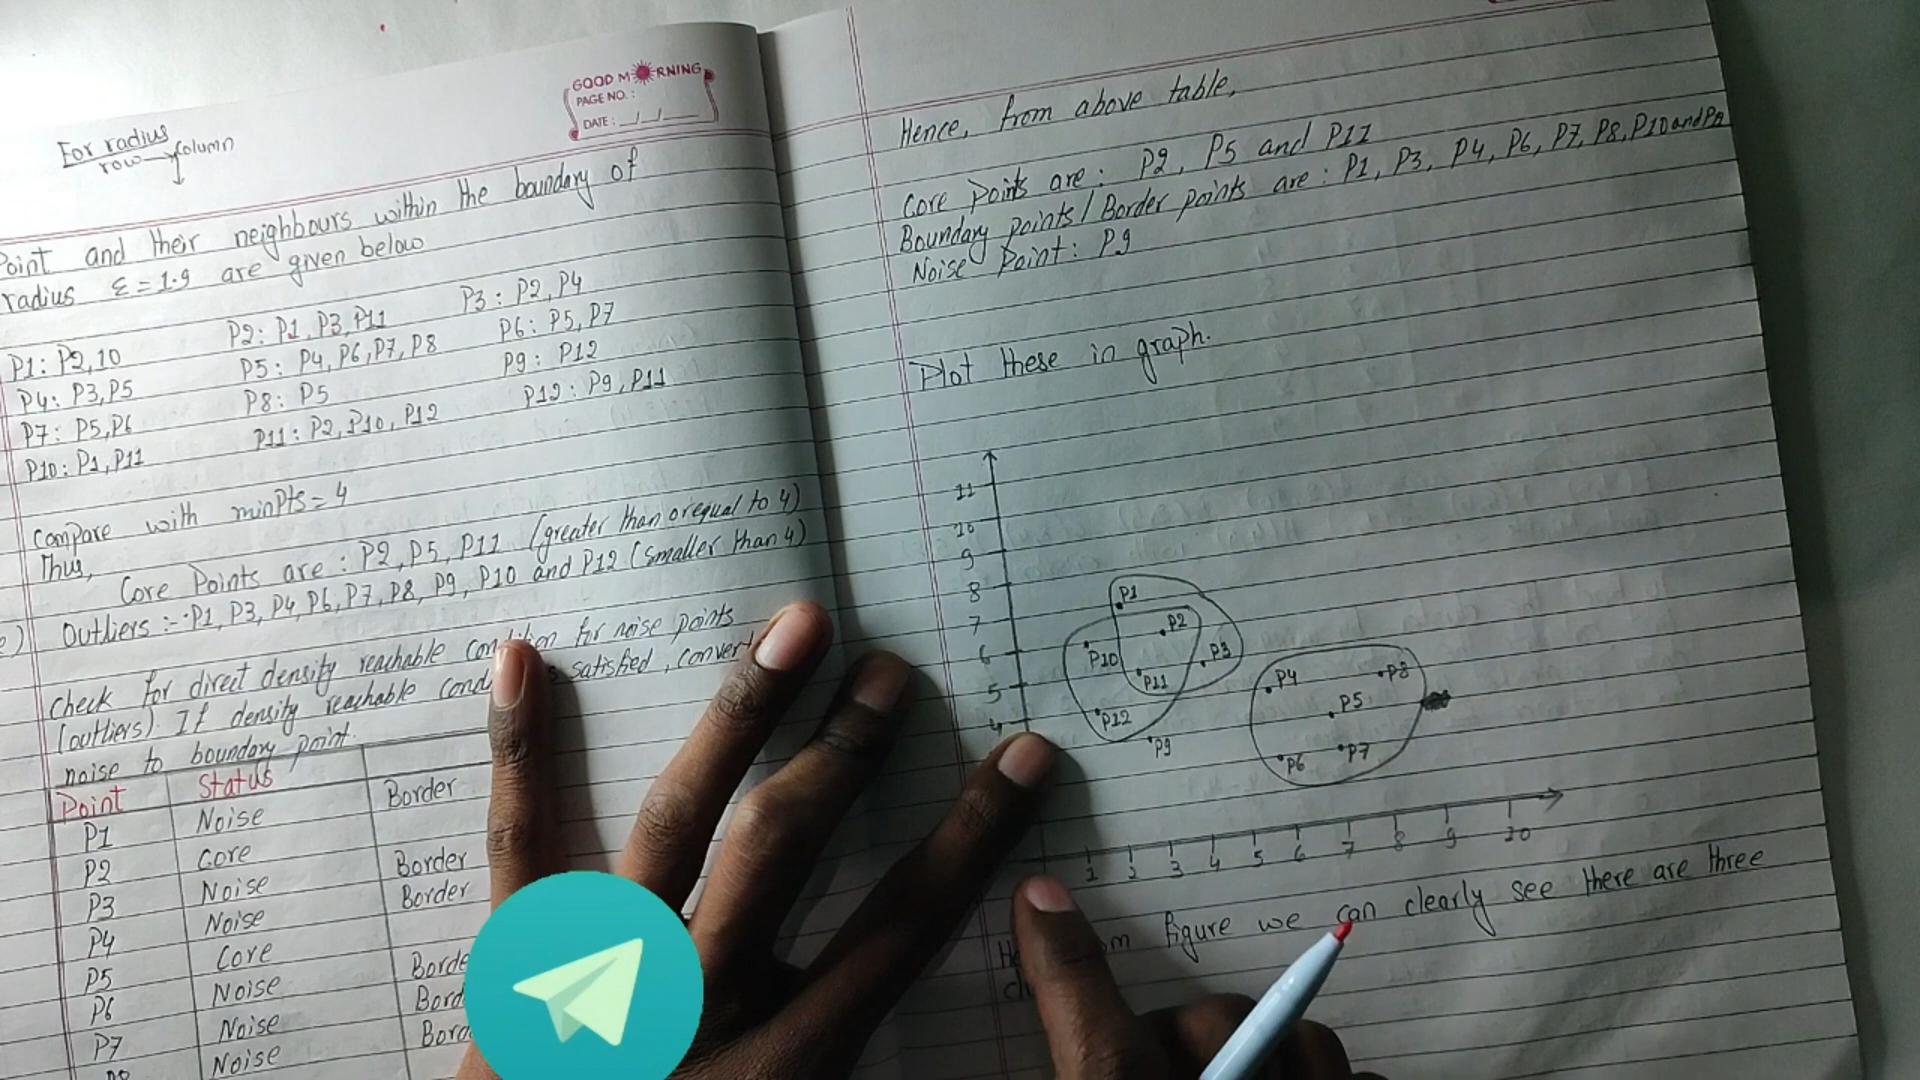 GOOD MORNING
PAGE NO.:
DATE: __/__/____
For radius
row → column
Point and their neighbours within the boundary of
radius ε = 1.9 are given below
P1: P2,10 P2: P1, P3, P11 P3: P2, P4
P4: P3,P5 P5: P4, P6, P7, P8 P6: P5, P7
P7: P5,P6 P8: P5 P9: P12
P10: P1, P11 P11: P2, P10, P12 P12: P9, P11
Compare with minPts = 4
Thus,
Core Points are: P2, P5, P11 (greater than or equal to 4)
Outliers :- P1, P3, P4, P6, P7, P8, P9, P10 and P12 (smaller than 4)
Check for direct density reachable condition for noise points
(outliers). If density reachable satisfied, convert
noise to boundary point.
Point Status
P1 Noise Border
P2 Core
P3 Noise Border
P4 Noise Border
P5 Core
P6 Noise
P7 Noise
Noise
Hence, from above table,
Core Points are: P2, P5 and P11
Boundary points / Border points are: P1, P3, P4, P6, P7, P8, P10 and
Noise Point: P9
Plot these in graph.
11
10
9
8
7
6
5
4
P1
P2
P10
P3
P11
P12
P9
P4
P8
P5
P6
P7
1 2 3 4 5 6 7 8 9 10
figure we can clearly see there are three